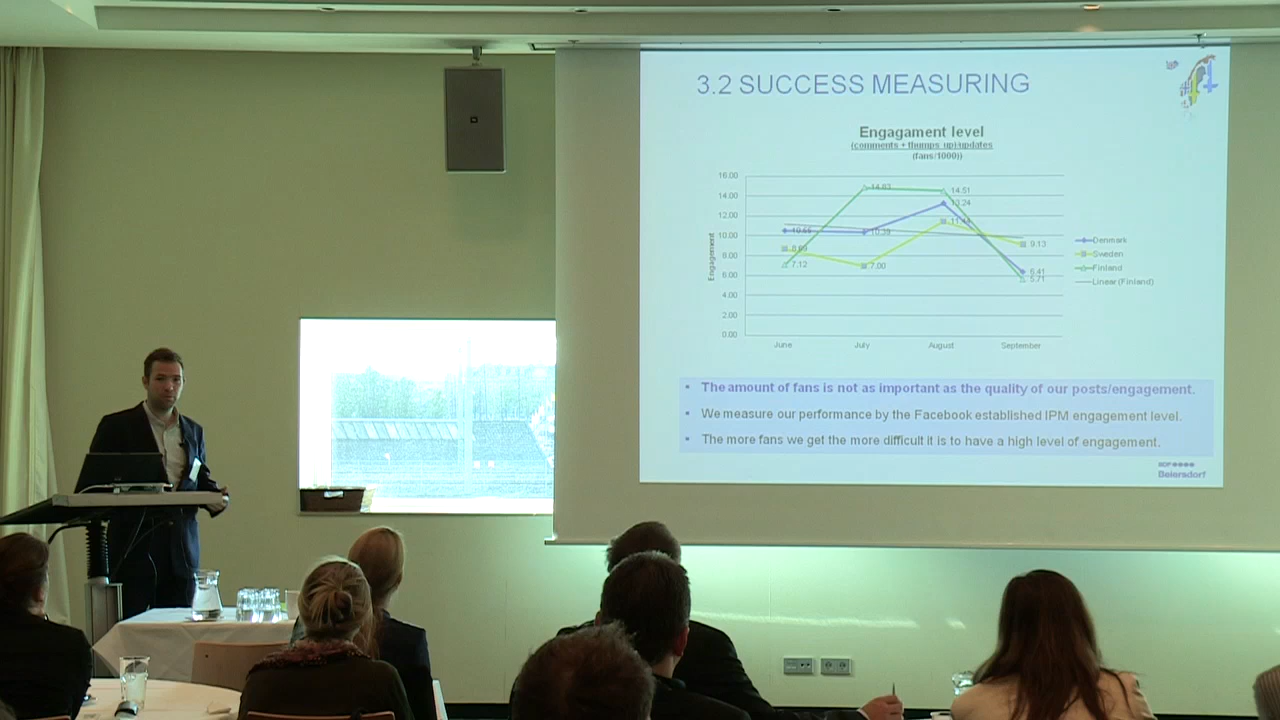 3.2 SUCCESS MEASURING
Engagament level
(comments + thumps up)/updates
(fans/1000))
16.00
14.00
12.00
10.00
8.00
6.00
4.00
2.00
0.00
Engagement
14.83
14.51
13.24
10.39
9.13
7.12
7.00
6.41
5.71
June
July
August
September
Denmark
Sweden
Finland
Linear (Finland)
▪ The amount of fans is not as important as the quality of our posts/engagement.
▪ We measure our performance by the Facebook established IPM engagement level.
▪ The more fans we get the more difficult it is to have a high level of engagement.
Beiersdorf